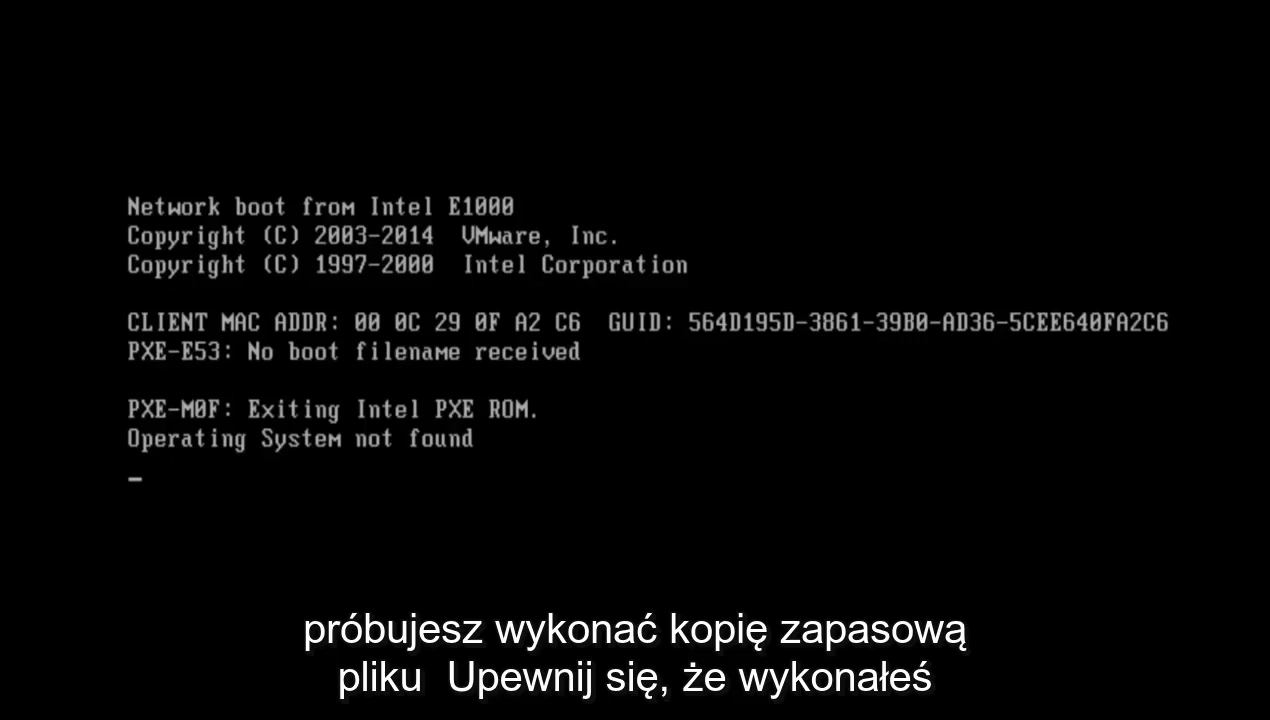 Network boot from Intel E1000
Copyright (C) 2003-2014  VMware, Inc.
Copyright (C) 1997-2000  Intel Corporation
CLIENT MAC ADDR: 00 0C 29 0F A2 C6  GUID: 564D195D-3861-39B0-AD36-5CEE640FA2C6
PXE-E53: No boot filename received
PXE-M0F: Exiting Intel PXE ROM.
Operating System not found
próbujesz wykonać kopię zapasową
pliku  Upewnij się, że wykonałeś